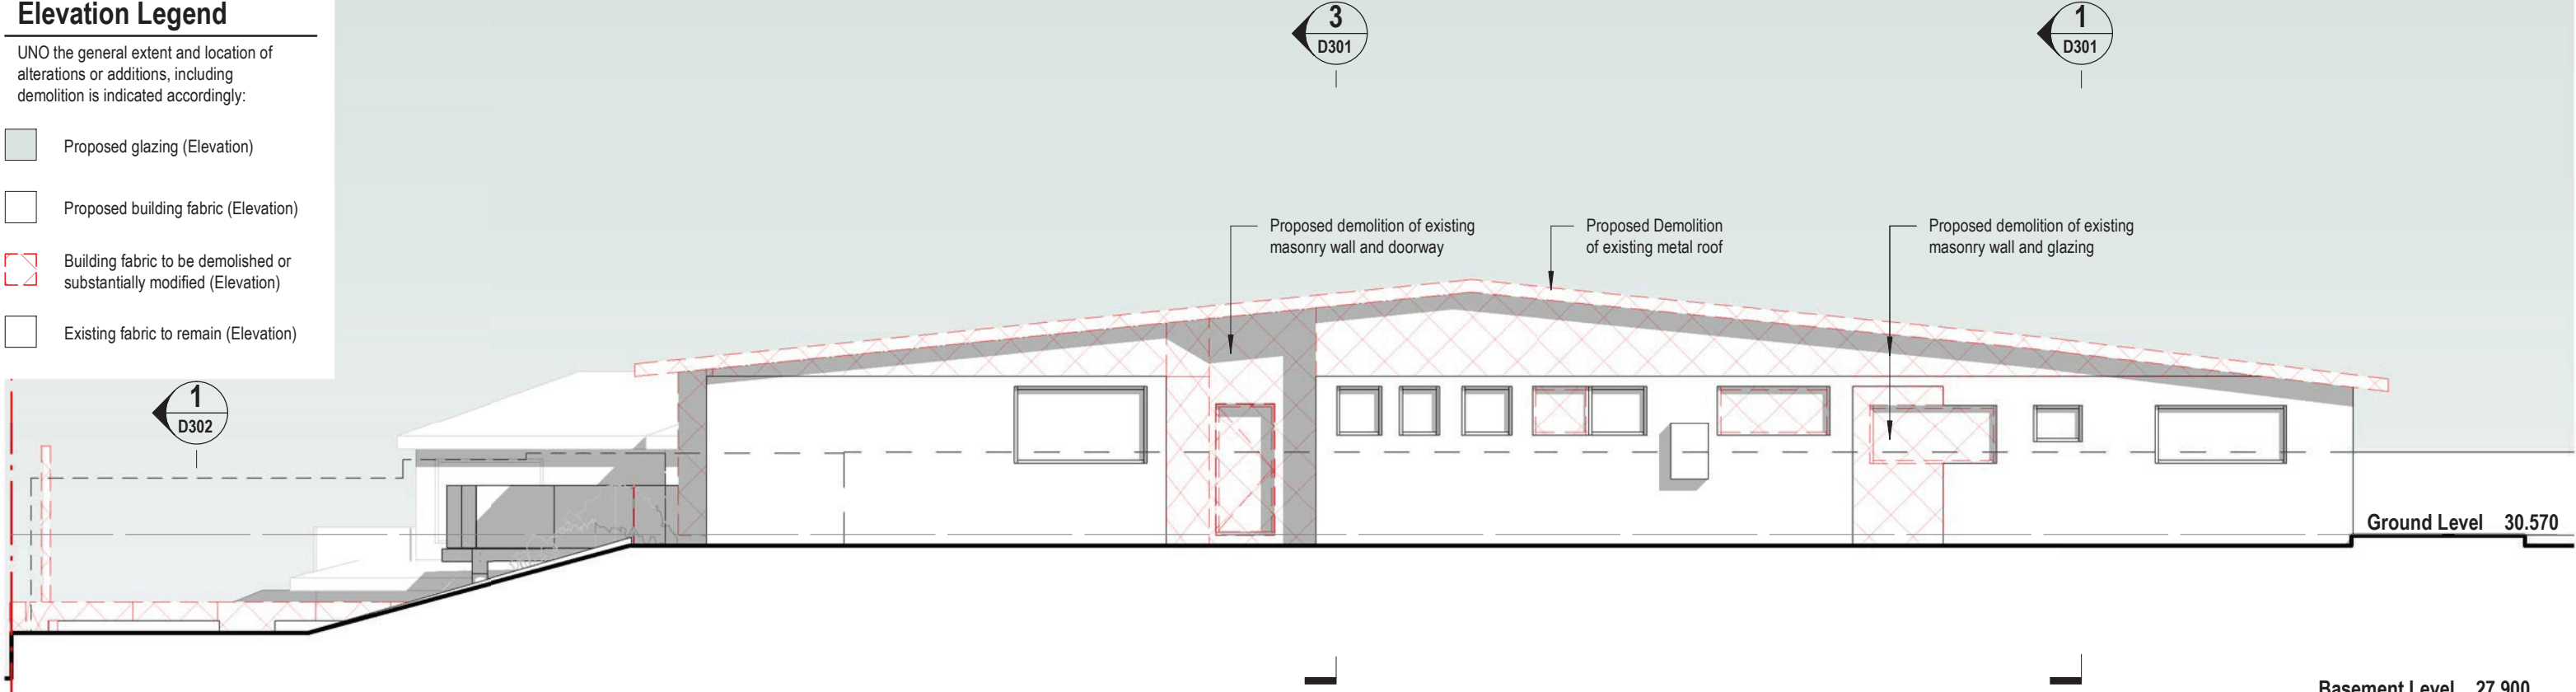 Elevation Legend
UNO the general extent and location of
alterations or additions, including
demolition is indicated accordingly:
Proposed glazing (Elevation)
Proposed building fabric (Elevation)
Building fabric to be demolished or
substantially modified (Elevation)
Existing fabric to remain (Elevation)
1
D302
3
D301
1
D301
Proposed demolition of existing
masonry wall and doorway
Proposed Demolition
of existing metal roof
Proposed demolition of existing
masonry wall and glazing
Ground Level 30.570
Basement Level 27.900